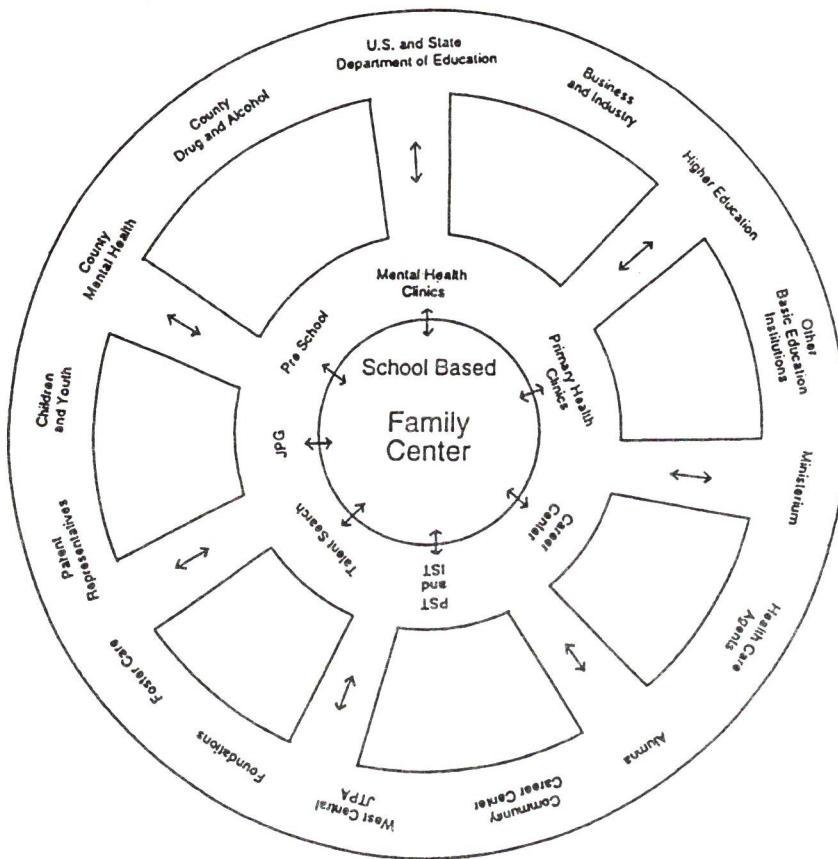 U.S. and State
Department of Education
Business
and Industry
Higher Education
Other
Basic Education
Institutions
Ministerium
Health Care
Agents
Alumna
Community
Career Center
West Central
JTPA
Foundations
Foster Care
Parent
Representatives
Children
and Youth
County
Mental Health
County
Drug and Alcohol
Mental Health
Clinics
Primary Health
Clinics
Career
Center
PST
and
IST
Talent Search
JPG
Pre School
School Based
Family
Center